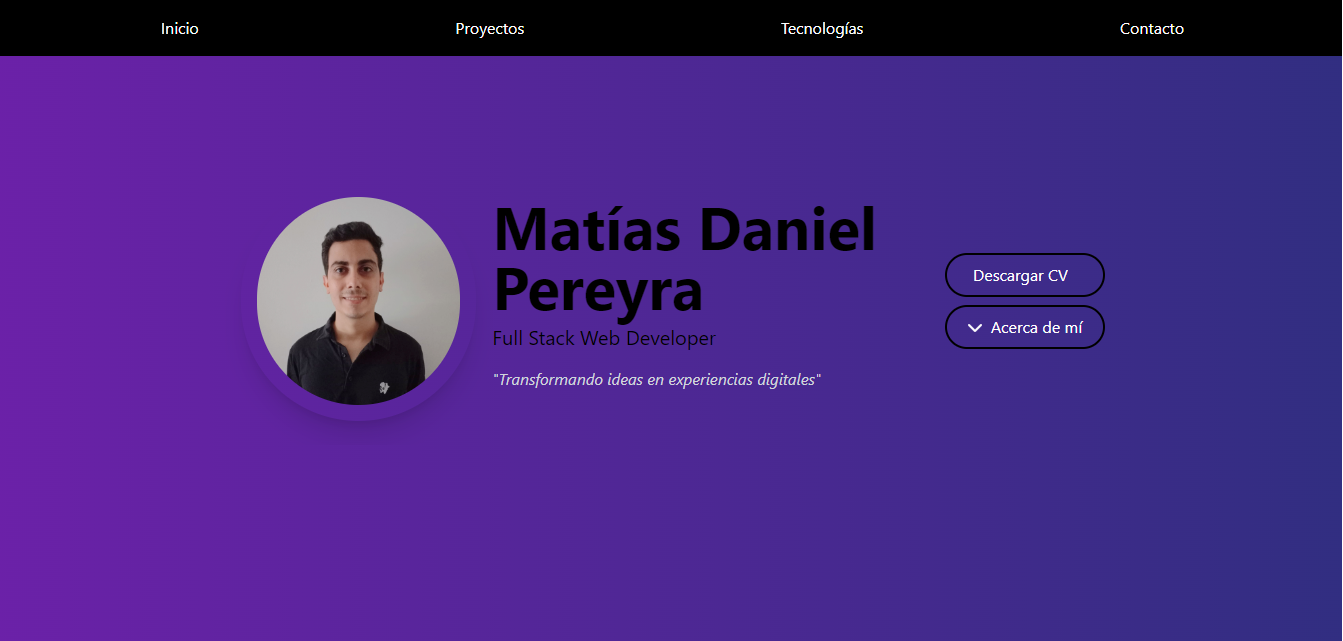 Inicio
Proyectos
Tecnologías
Contacto
Matías Daniel
Pereyra
Full Stack Web Developer
"Transformando ideas en experiencias digitales"
Descargar CV
Acerca de mí